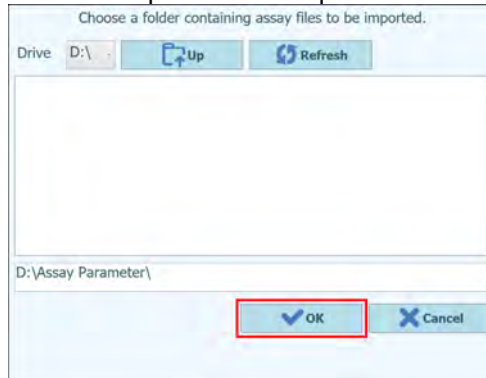 Choose a folder containing assay files to be imported.
Drive D:\ Up Refresh
D:\Assay Parameter\
OK Cancel